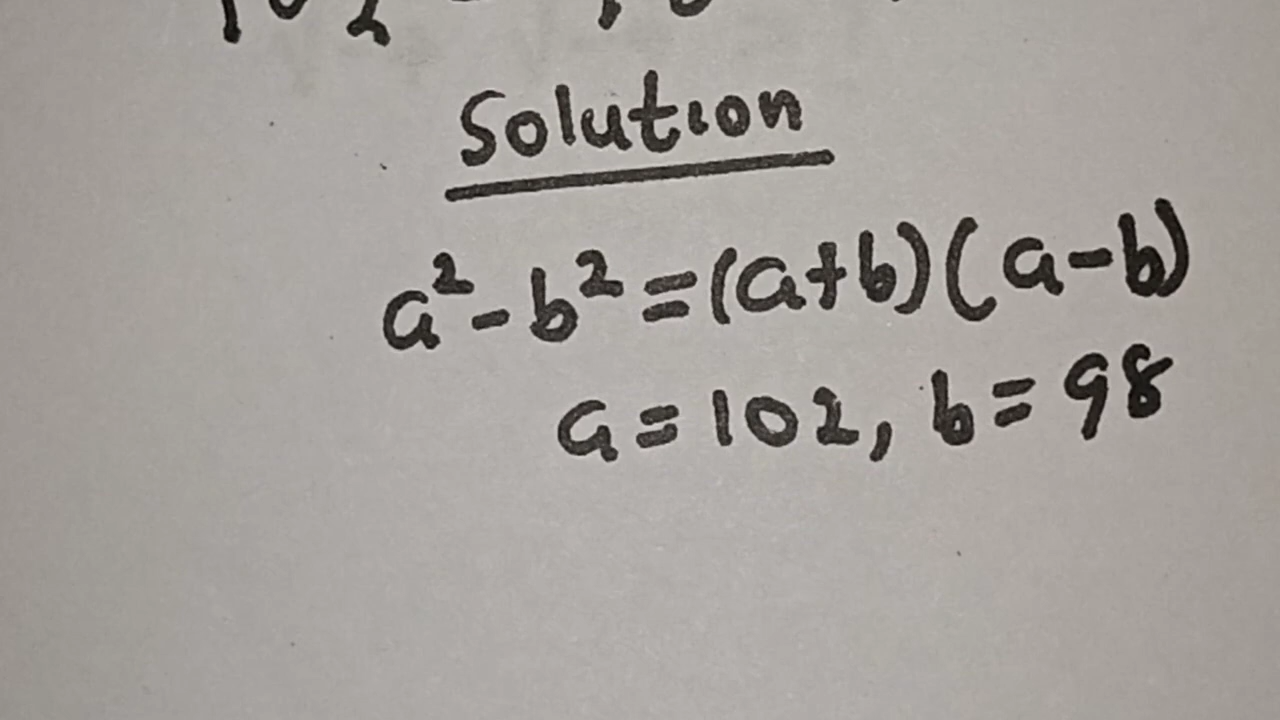 Solution
a²-b²=(a+b)(a-b)
a=102, b=98